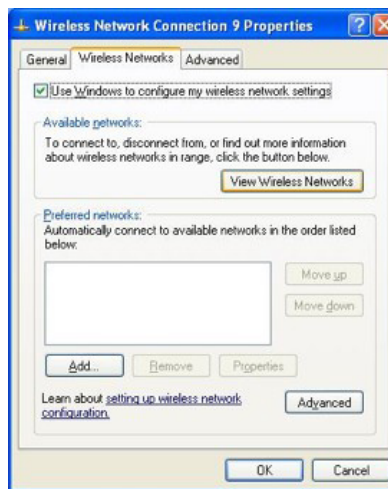 Wireless Network Connection 9 Properties
General Wireless Networks Advanced
Use Windows to configure my wireless network settings
Available networks:
To connect to, disconnect from, or find out more information
about wireless networks in range, click the button below.
View Wireless Networks
Preferred networks:
Automatically connect to available networks in the order listed
below:
Move up
Move down
Add... Remove Properties
Learn about setting up wireless network
configuration.
Advanced
OK Cancel